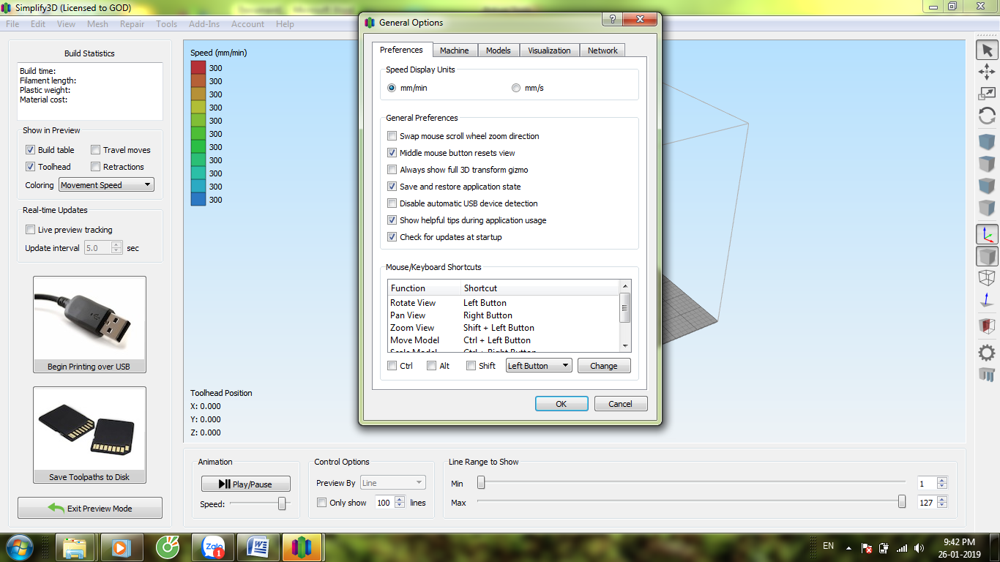 Simplify3D (Licensed to GOD)
File Edit View Mesh Repair Tools Add-Ins Account Help
Build Statistics
Build time:
Filament length:
Plastic weight:
Material cost:
Show in Preview
Build table Travel moves
Toolhead Retractions
Coloring Movement Speed
Real-time Updates
Live preview tracking
Update interval 5.0 sec
Begin Printing over USB
Save Toolpaths to Disk
Exit Preview Mode
Speed (mm/min)
300
300
300
300
300
300
300
300
300
300
300
Toolhead Position
X: 0.000
Y: 0.000
Z: 0.000
General Options
?
Preferences Machine Models Visualization Network
Speed Display Units
mm/min mm/s
General Preferences
Swap mouse scroll wheel zoom direction
Middle mouse button resets view
Always show full 3D transform gizmo
Save and restore application state
Disable automatic USB device detection
Show helpful tips during application usage
Check for updates at startup
Mouse/Keyboard Shortcuts
Function Shortcut
Rotate View Left Button
Pan View Right Button
Zoom View Shift + Left Button
Move Model Ctrl + Left Button
Scale Model Ctrl + Right Button
Ctrl Alt Shift Left Button Change
OK Cancel
Animation
Play/Pause
Speed:
Control Options
Preview By Line
Only show 100 lines
Line Range to Show
Min 1
Max 127
Zalo 1
W
EN
9:42 PM
26-01-2019